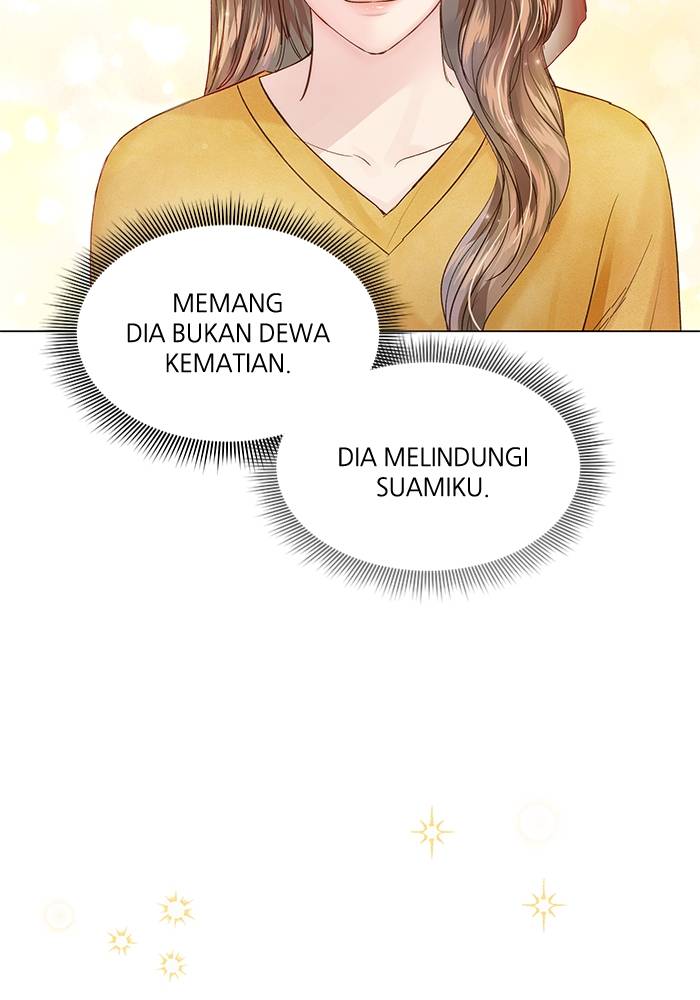 MEMANG
DIA BUKAN DEWA
KEMATIAN.
DIA MELINDUNGI
SUAMIKU.